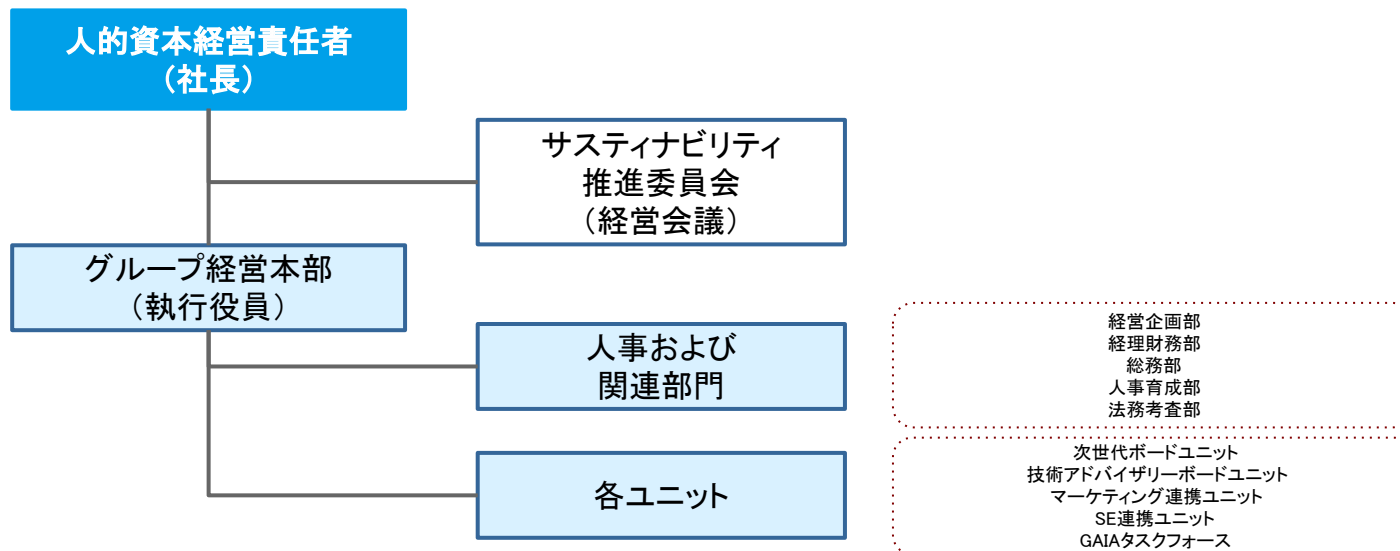 人的資本経営責任者
（社長）
サスティナビリティ
推進委員会
（経営会議）
グループ経営本部
（執行役員）
人事および
関連部門
経営企画部
経理財務部
総務部
人事育成部
法務考査部
各ユニット
次世代ボードユニット
技術アドバイザリーボードユニット
マーケティング連携ユニット
SE連携ユニット
GAIAタスクフォース